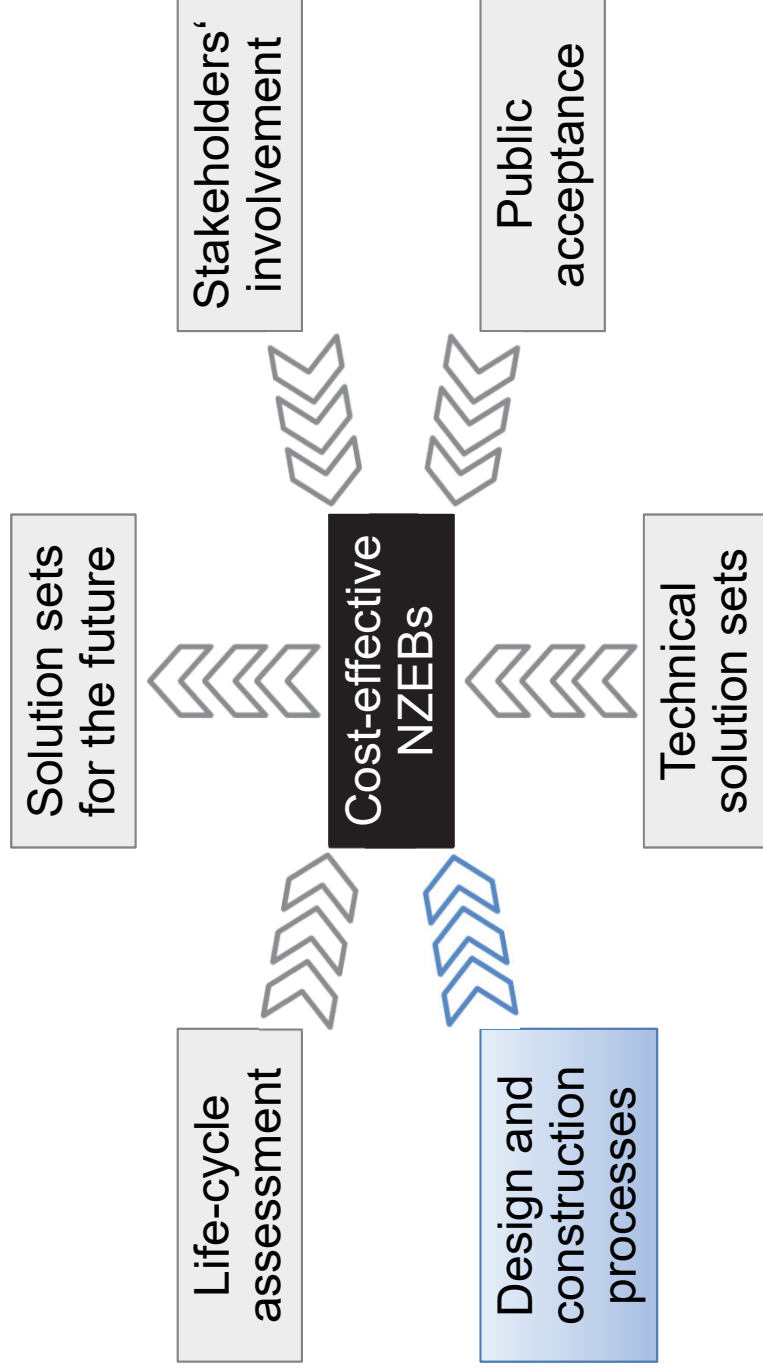 Solution sets
for the future
Life-cycle
assessment
Stakeholders‘
involvement
Cost-effective
NZEBs
Design and
construction
processes
Public
acceptance
Technical
solution sets